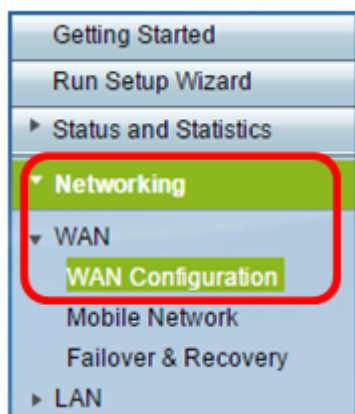 Getting Started
Run Setup Wizard
Status and Statistics
Networking
WAN
WAN Configuration
Mobile Network
Failover & Recovery
LAN